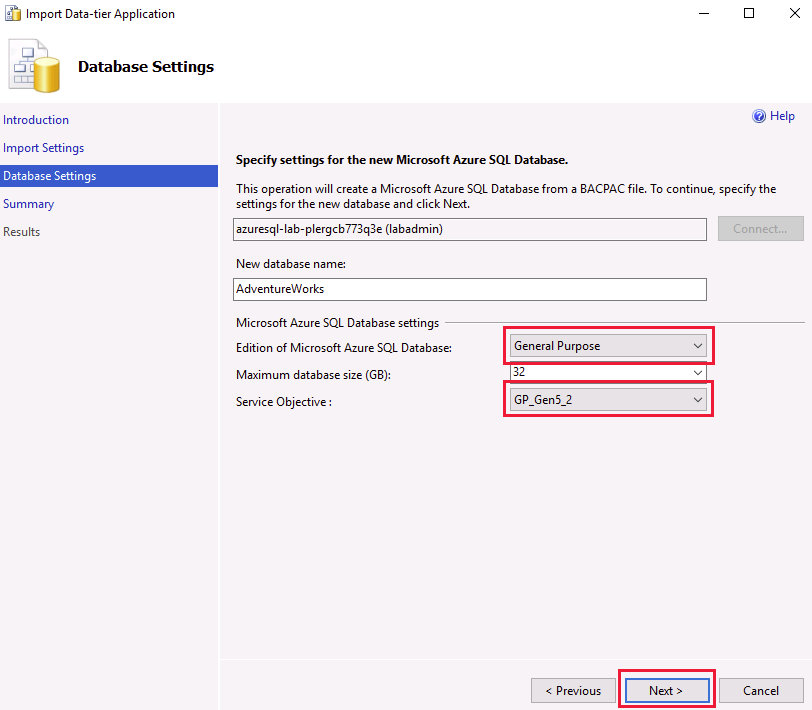 Import Data-tier Application
Database Settings
Introduction
Import Settings
Database Settings
Summary
Results
Help
Specify settings for the new Microsoft Azure SQL Database.
This operation will create a Microsoft Azure SQL Database from a BACPAC file. To continue, specify the
settings for the new database and click Next.
azuresql-lab-plergcb773q3e (labadmin)
Connect...
New database name:
AdventureWorks
Microsoft Azure SQL Database settings
Edition of Microsoft Azure SQL Database:
General Purpose
Maximum database size (GB):
32
Service Objective :
GP_Gen5_2
< Previous
Next >
Cancel